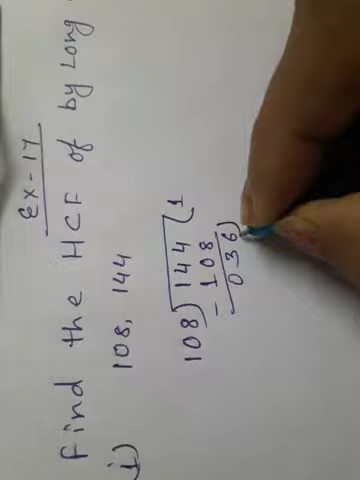 Ex-17
Find the HCF of by Long
i) 108, 144
108) 144 (1
- 108
036)